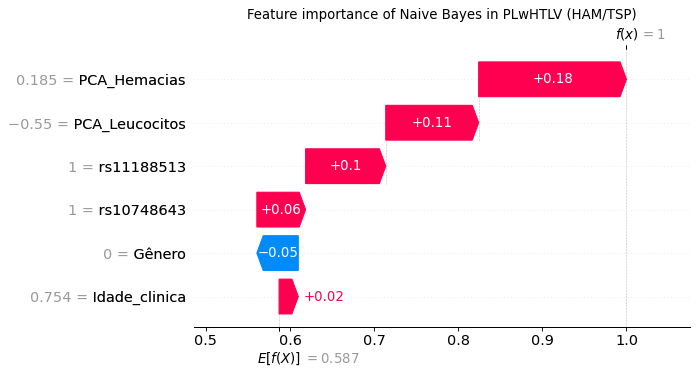 Feature importance of Naive Bayes in PLwHTLV (HAM/TSP)
f(x) = 1
0.185 = PCA_Hemacias
+0.18
−0.55 = PCA_Leucocitos
+0.11
1 = rs11188513
+0.1
1 = rs10748643
+0.06
0 = Gênero
−0.05
0.754 = Idade_clinica
+0.02
0.5 0.6 0.7 0.8 0.9 1.0
E[f(X)] = 0.587